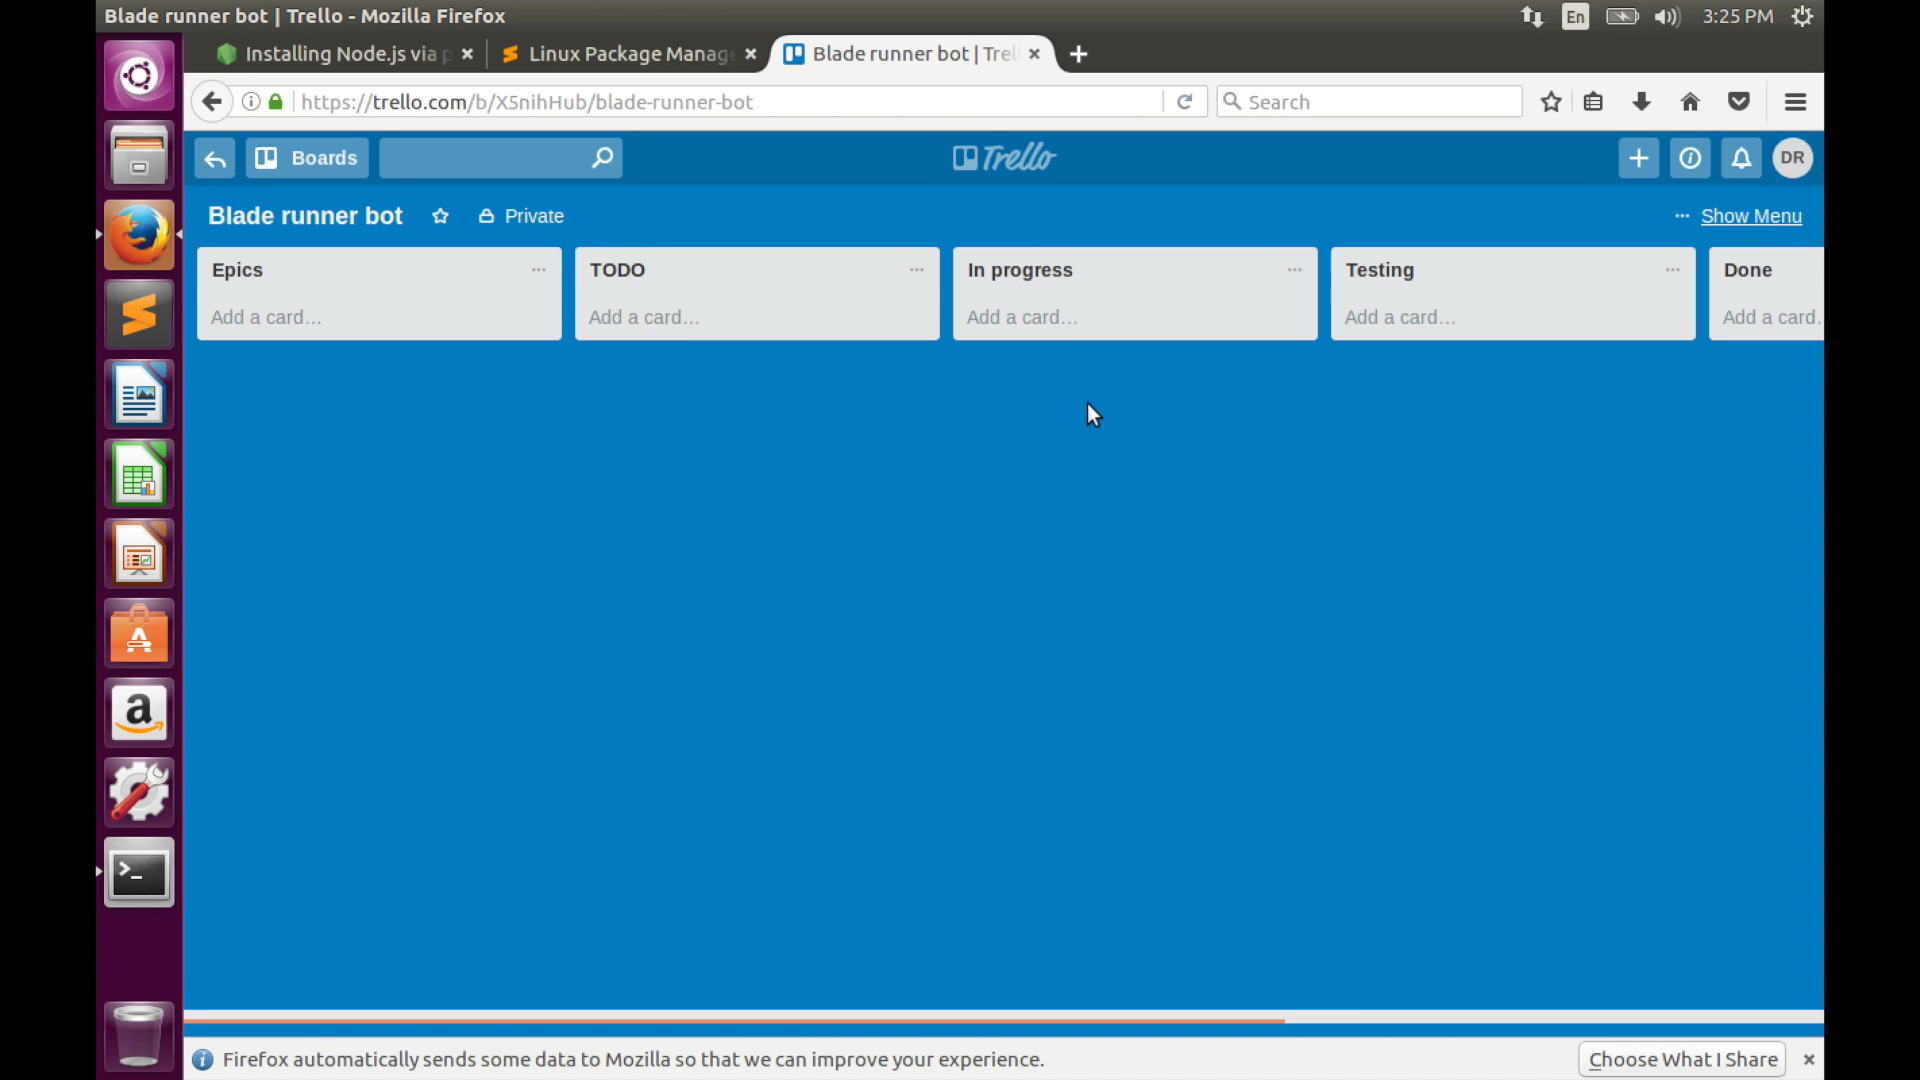 Blade runner bot | Trello - Mozilla Firefox
En
3:25 PM
Installing Node.js via p
Linux Package Manage
Blade runner bot | Trel
https://trello.com/b/X5nihHub/blade-runner-bot
Search
Boards
Trello
DR
Blade runner bot
Private
Show Menu
Epics
TODO
In progress
Testing
Done
Add a card…
Add a card…
Add a card…
Add a card…
Add a card.
Firefox automatically sends some data to Mozilla so that we can improve your experience.
Choose What I Share